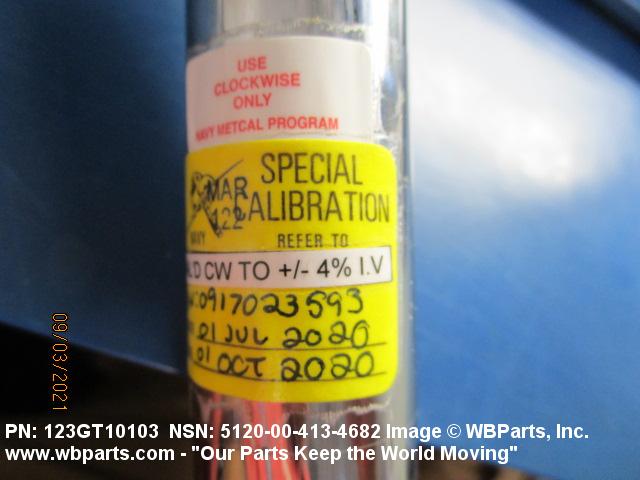 USE
CLOCKWISE
ONLY
NAVY METCAL PROGRAM
SPECIAL
CALIBRATION
MAR
122
NAVY
REFER TO
D CW TO +/- 4% I.V
0917023593
01 JUL 2020
01 OCT 2020
09/03/2021
PN: 123GT10103 NSN: 5120-00-413-4682 Image © WBParts, Inc.
www.wbparts.com - "Our Parts Keep the World Moving"